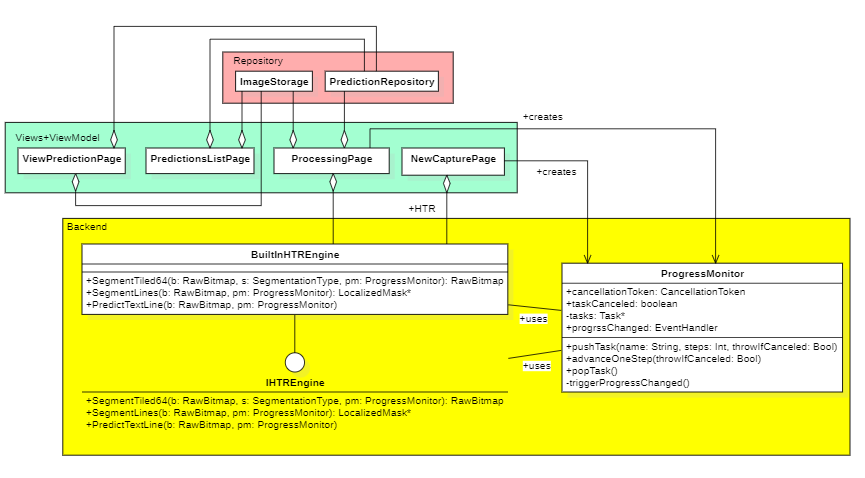 Repository
ImageStorage
PredictionRepository
+creates
Views+ViewModel
ViewPredictionPage
PredictionsListPage
ProcessingPage
NewCapturePage
+creates
+HTR
Backend
BuiltInHTREngine
+SegmentTiled64(b: RawBitmap, s: SegmentationType, pm: ProgressMonitor): RawBitmap
+SegmentLines(b: RawBitmap, pm: ProgressMonitor): LocalizedMask*
+PredictTextLine(b: RawBitmap, pm: ProgressMonitor)
ProgressMonitor
+cancellationToken: CancellationToken
+taskCanceled: boolean
-tasks: Task*
+progrssChanged: EventHandler
+pushTask(name: String, steps: Int, throwIfCanceled: Bool)
+advanceOneStep(throwIfCanceled: Bool)
+popTask()
-triggerProgressChanged()
+uses
+uses
IHTREngine
+SegmentTiled64(b: RawBitmap, s: SegmentationType, pm: ProgressMonitor): RawBitmap
+SegmentLines(b: RawBitmap, pm: ProgressMonitor): LocalizedMask*
+PredictTextLine(b: RawBitmap, pm: ProgressMonitor)